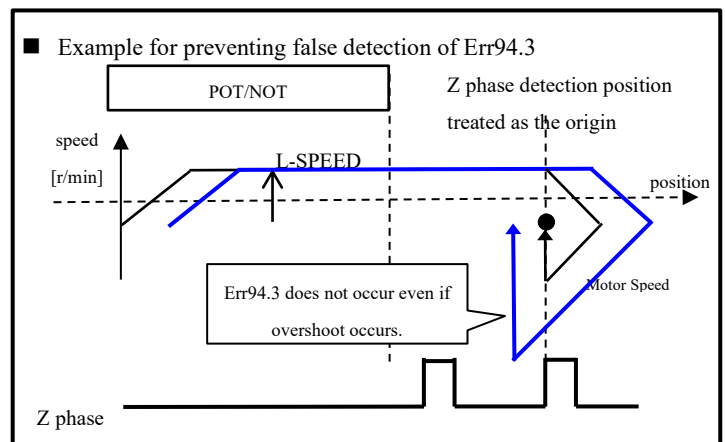 ■ Example for preventing false detection of Err94.3
POT/NOT
Z phase detection position
treated as the origin
speed
[r/min]
L-SPEED
position
Err94.3 does not occur even if
overshoot occurs.
Motor Speed
Z phase